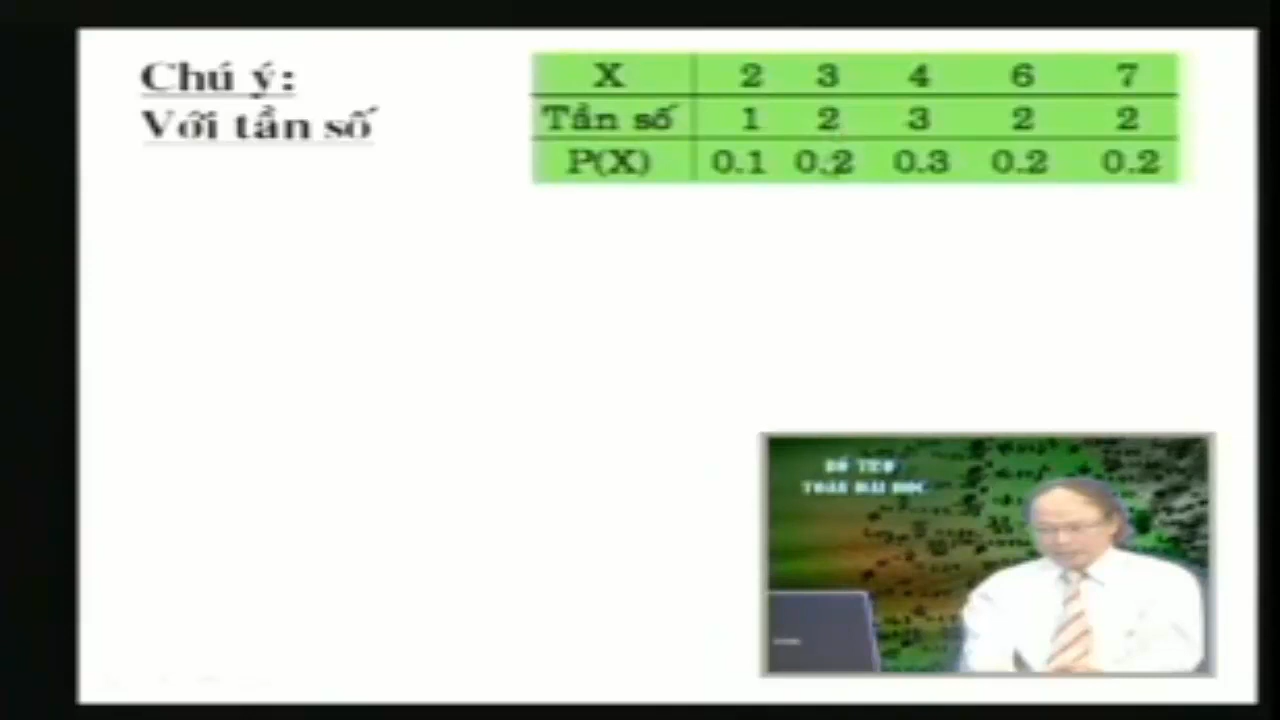 Chú ý:
Với tần số
X 2 3 4 6 7
Tần số 1 2 3 2 2
P(X) 0.1 0.2 0.3 0.2 0.2